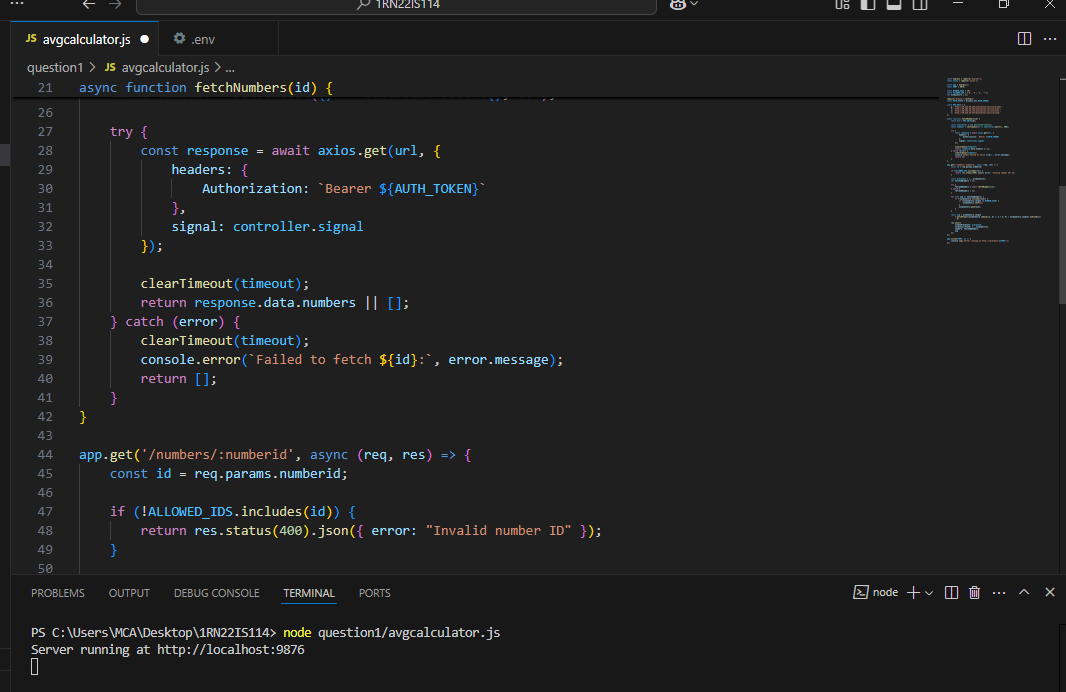 1RN22IS114
JS avgcalculator.js ● .env
question1 > JS avgcalculator.js > ...
21 async function fetchNumbers(id) {
26
27 try {
28 const response = await axios.get(url, {
29 headers: {
30 Authorization: `Bearer ${AUTH_TOKEN}`
31 },
32 signal: controller.signal
33 });
34
35 clearTimeout(timeout);
36 return response.data.numbers || [];
37 } catch (error) {
38 clearTimeout(timeout);
39 console.error(`Failed to fetch ${id}:`, error.message);
40 return [];
41 }
42 }
43
44 app.get('/numbers/:numberid', async (req, res) => {
45 const id = req.params.numberid;
46
47 if (!ALLOWED_IDS.includes(id)) {
48 return res.status(400).json({ error: "Invalid number ID" });
49 }
50
PROBLEMS OUTPUT DEBUG CONSOLE TERMINAL PORTS node
PS C:\Users\MCA\Desktop\1RN22IS114> node question1/avgcalculator.js
Server running at http://localhost:9876